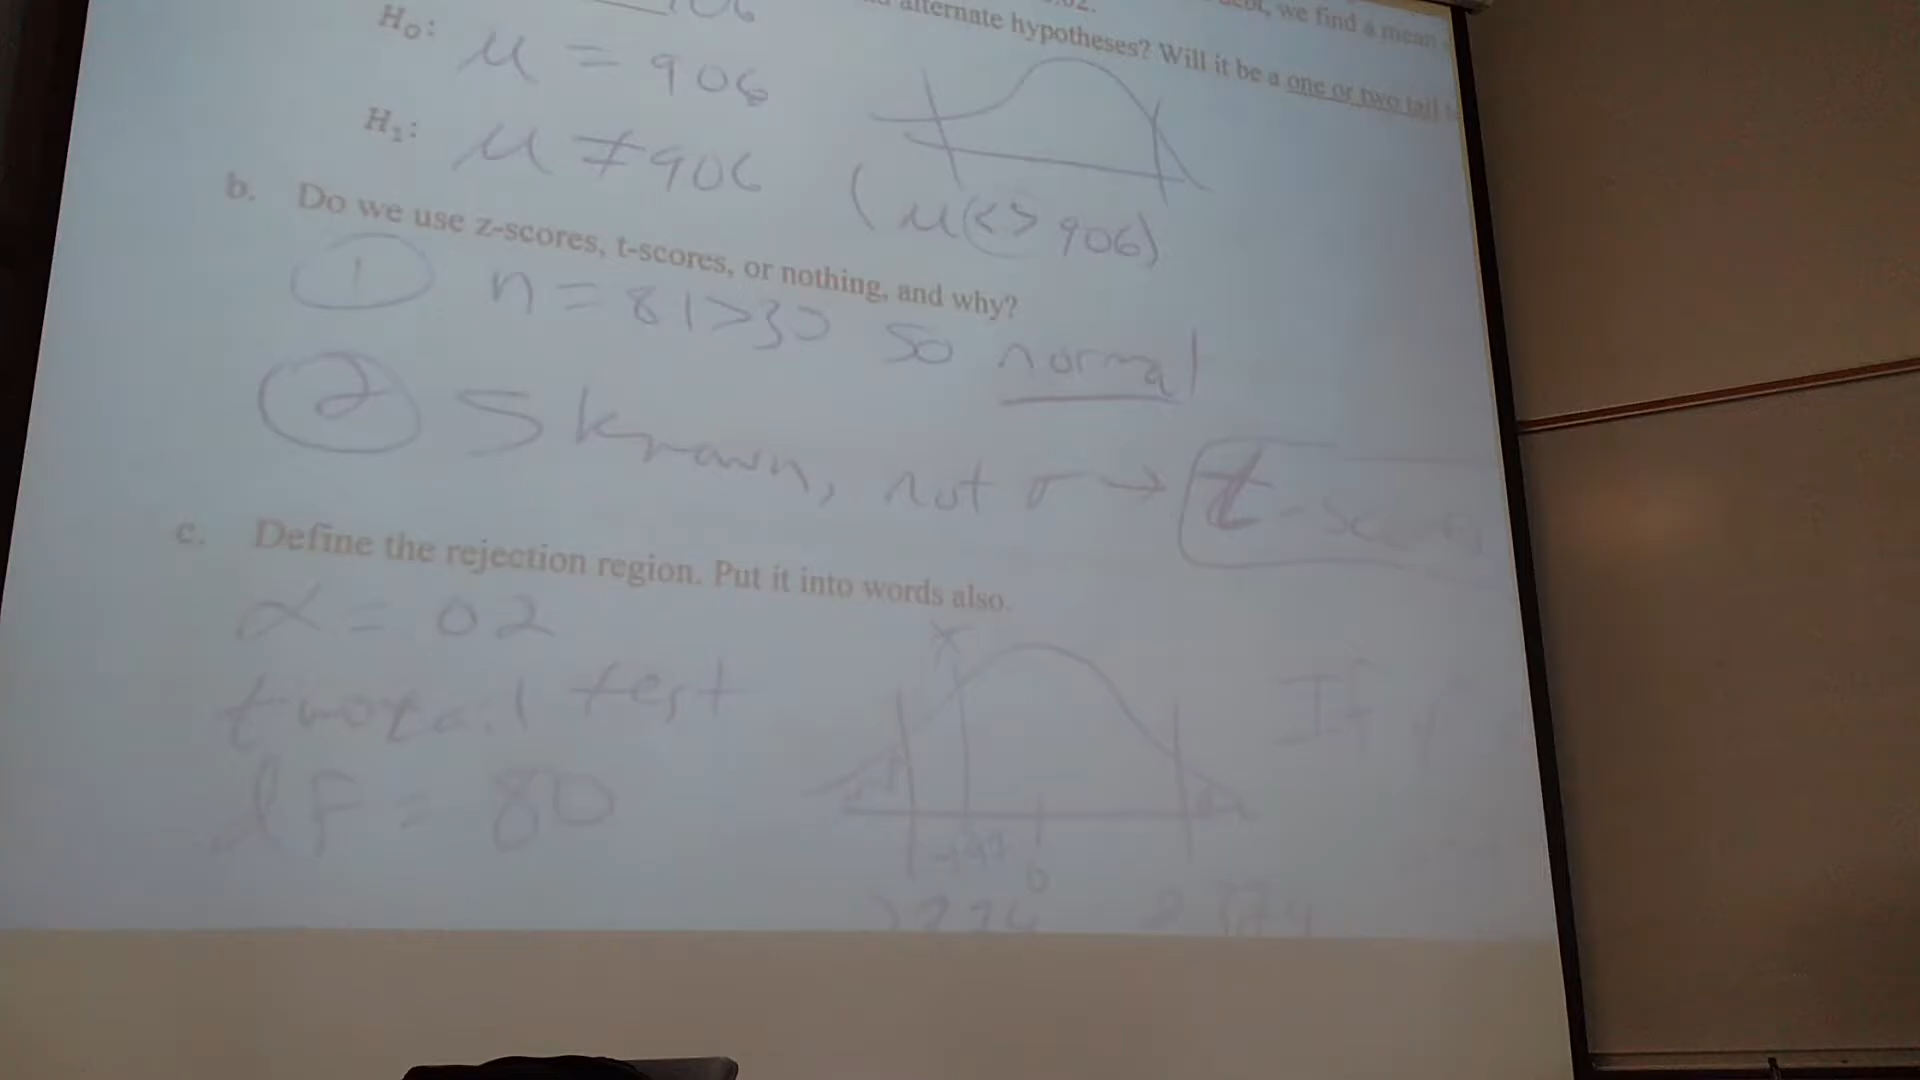 we find a mean
alternate hypotheses? Will it be a one or two tail
H₀: μ = 906
H₁: μ ≠ 906
(μ <> 906)
b. Do we use z-scores, t-scores, or nothing, and why?
① n = 81 > 30 so normal
② S known, not σ → t-scores
c. Define the rejection region. Put it into words also.
α = 02
two tail test
df = 80
If
0